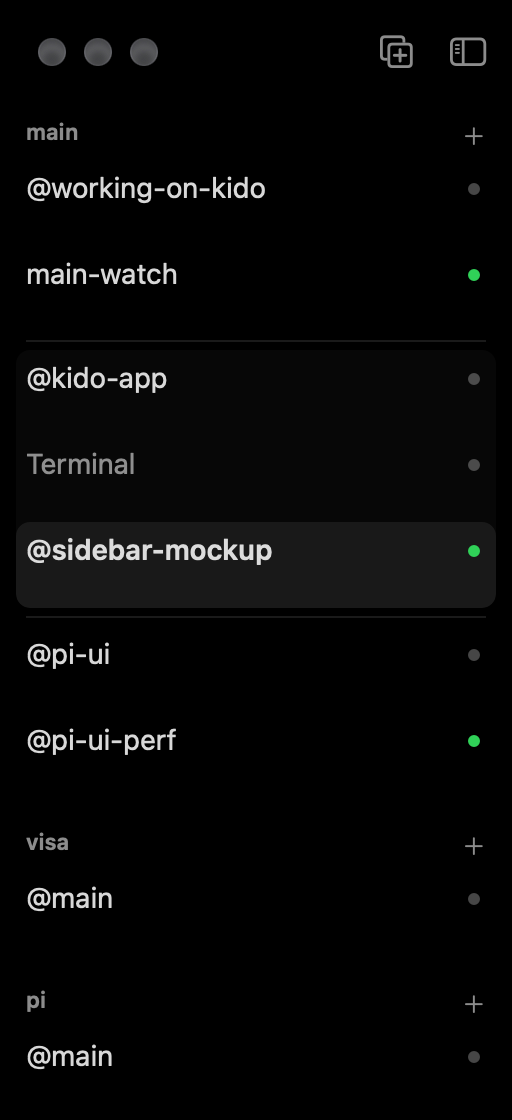 main
@working-on-kido
main-watch
@kido-app
Terminal
@sidebar-mockup
@pi-ui
@pi-ui-perf
visa
@main
pi
@main